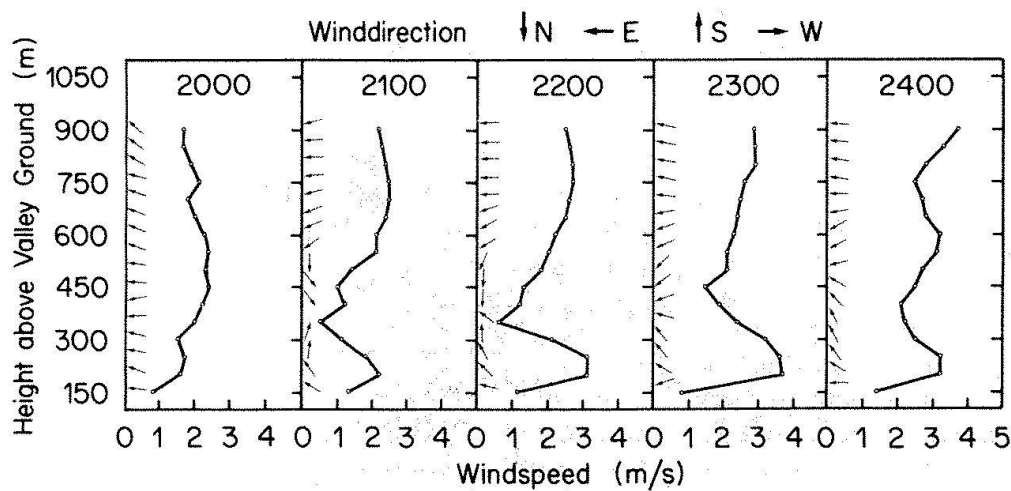 Winddirection ↓N ←E ↑S →W
Height above Valley Ground (m)
1050
900
750
600
450
300
150
2000 2100 2200 2300 2400
0 1 2 3 4 0 1 2 3 4 0 1 2 3 4 0 1 2 3 4 0 1 2 3 4 5
Windspeed (m/s)